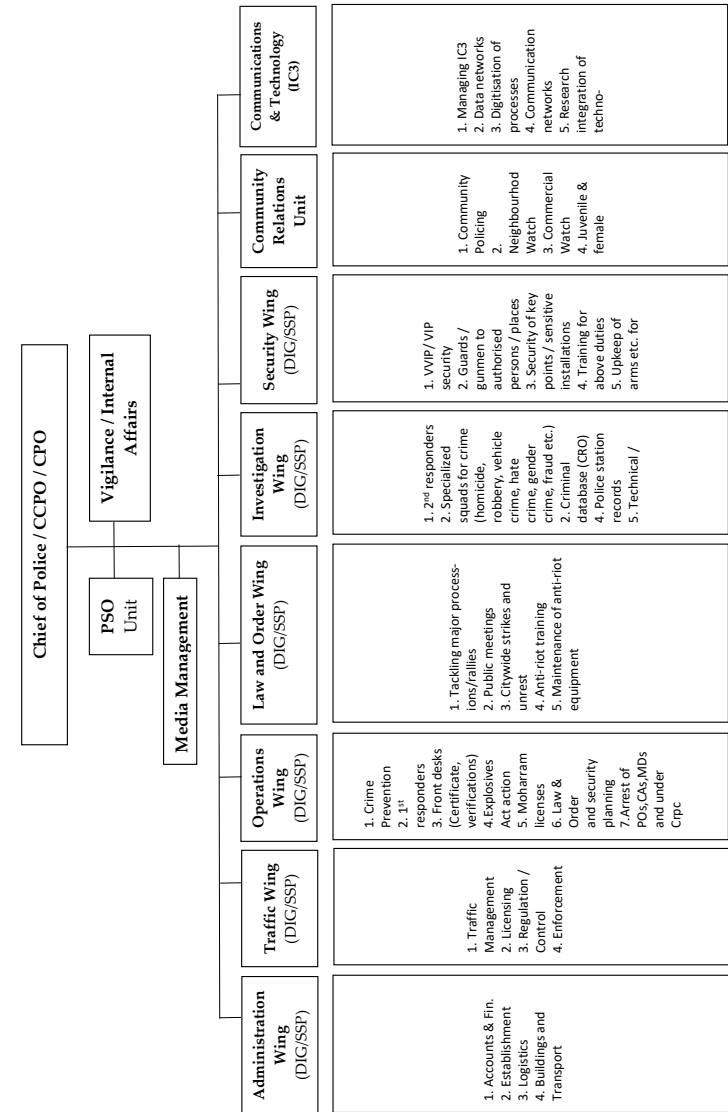 Chief of Police / CCPO / CPO
PSO
Unit
Vigilance / Internal
Affairs
Media Management
Administration
Wing
(DIG/SSP)
Traffic Wing
(DIG/SSP)
Operations
Wing
(DIG/SSP)
Law and Order Wing
(DIG/SSP)
Investigation
Wing
(DIG/SSP)
Security Wing
(DIG/SSP)
Community
Relations
Unit
Communications
& Technology
(IC3)
1. Accounts & Fin.
2. Establishment
3. Logistics
4. Buildings and
Transport
1. Traffic
Management
2. Licensing
3. Regulation /
Control
4. Enforcement
1. Crime
Prevention
2. 1st
responders
3. Front desks
(Certificate,
verifications)
4.Explosives
Act action
5. Moharram
licenses
6. Law &
Order
and security
planning
7.Arrest of
POs,CAs,MDs
and under
Crpc
1. Tackling major process-
ions/rallies
2. Public meetings
3. Citywide strikes and
unrest
4. Anti-riot training
5. Maintenance of anti-riot
equipment
1. 2nd responders
2. Specialized
squads for crime
(homicide,
robbery, vehicle
crime, hate
crime, gender
crime, fraud etc.)
2. Criminal
database (CRO)
4. Police station
records
5. Technical /
1. VVIP/ VIP
security
2. Guards /
gunmen to
authorised
persons / places
3. Security of key
points / sensitive
installations
4. Training for
above duties
5. Upkeep of
arms etc. for
1. Community
Policing
2.
Neighbourhod
Watch
3. Commercial
Watch
4. Juvenile &
female
1. Managing IC3
2. Data networks
3. Digitisation of
processes
4. Communication
networks
5. Research
integration of
techno-